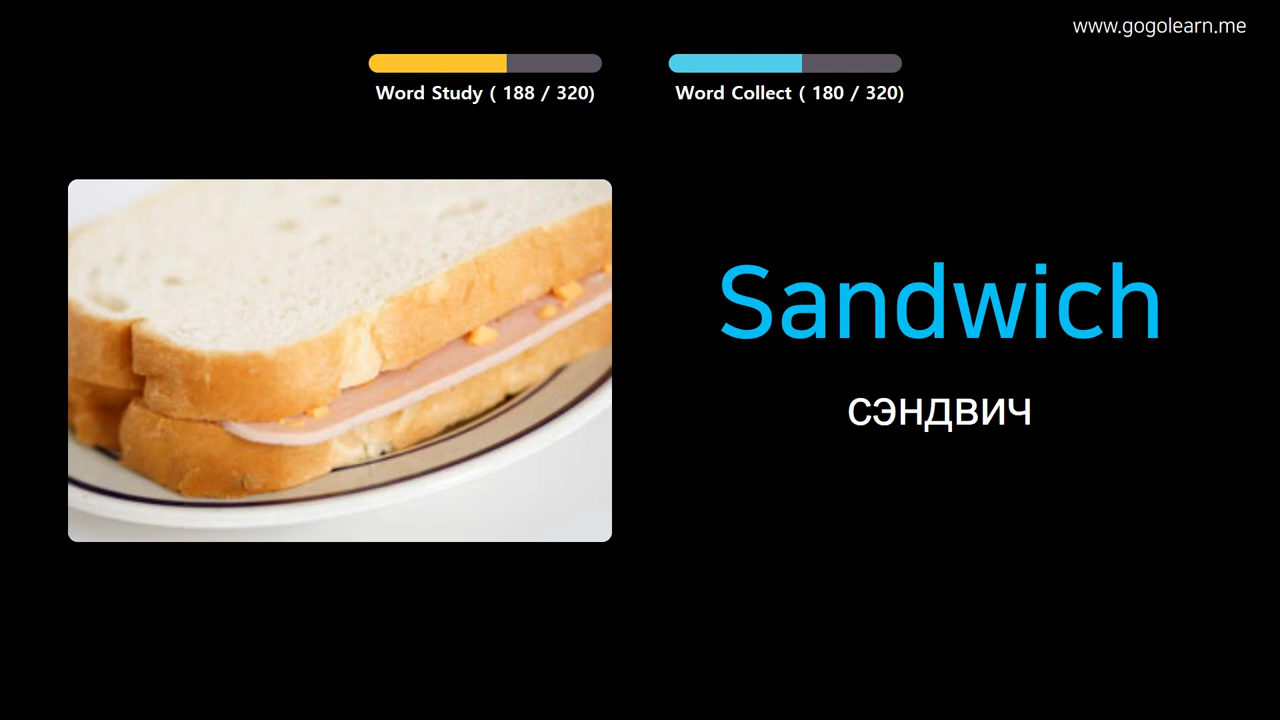 www.gogolearn.me
Word Study ( 188 / 320)
Word Collect ( 180 / 320)
Sandwich
сэндвич